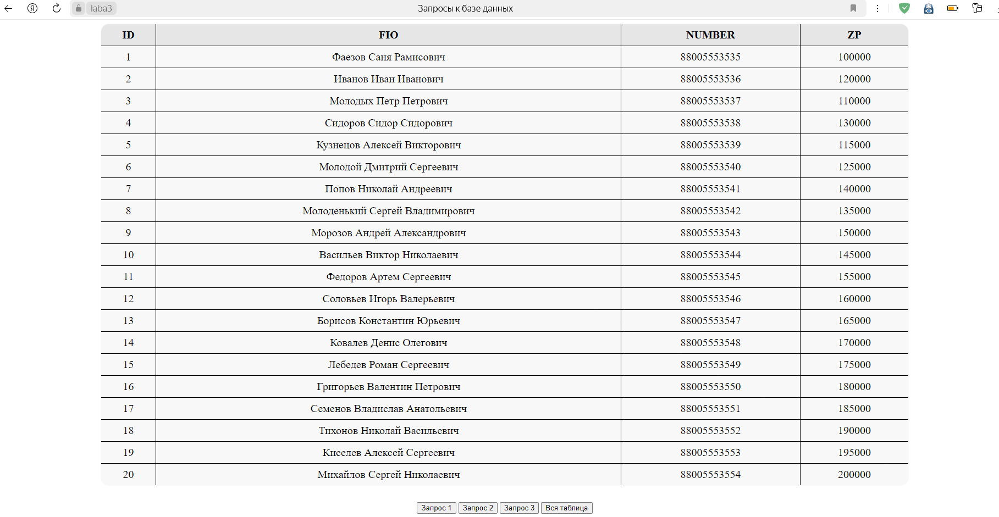 laba3 Запросы к базе данных
ID FIO NUMBER ZP
1 Фаезов Саня Рамисович 88005553535 100000
2 Иванов Иван Иванович 88005553536 120000
3 Молодых Петр Петрович 88005553537 110000
4 Сидоров Сидор Сидорович 88005553538 130000
5 Кузнецов Алексей Викторович 88005553539 115000
6 Молодой Дмитрий Сергеевич 88005553540 125000
7 Попов Николай Андреевич 88005553541 140000
8 Молоденький Сергей Владимирович 88005553542 135000
9 Морозов Андрей Александрович 88005553543 150000
10 Васильев Виктор Николаевич 88005553544 145000
11 Федоров Артем Сергеевич 88005553545 155000
12 Соловьев Игорь Валерьевич 88005553546 160000
13 Борисов Константин Юрьевич 88005553547 165000
14 Ковалев Денис Олегович 88005553548 170000
15 Лебедев Роман Сергеевич 88005553549 175000
16 Григорьев Валентин Петрович 88005553550 180000
17 Семенов Владислав Анатольевич 88005553551 185000
18 Тихонов Николай Васильевич 88005553552 190000
19 Киселев Алексей Сергеевич 88005553553 195000
20 Михайлов Сергей Николаевич 88005553554 200000
Запрос 1 Запрос 2 Запрос 3 Вся таблица